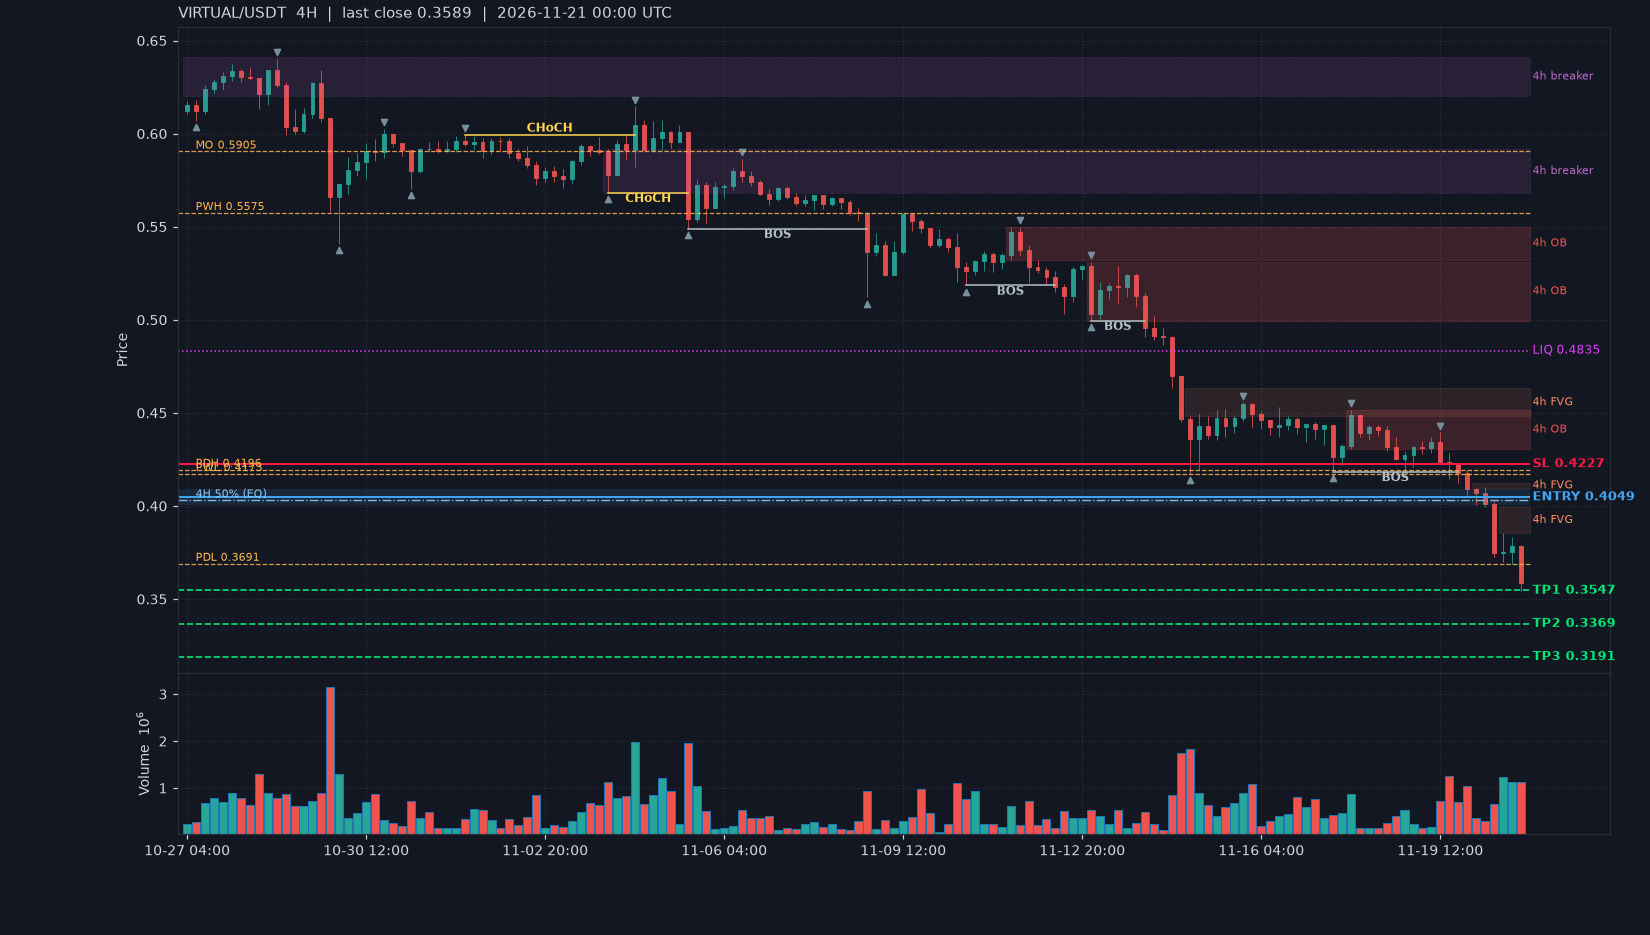 VIRTUAL/USDT 4H | last close 0.3589 | 2026-11-21 00:00 UTC
0.65
4h breaker
0.60
CHoCH
MO 0.5905
4h breaker
CHoCH
PWH 0.5575
0.55
BOS
4h OB
BOS
4h OB
0.50
BOS
Price
LIQ 0.4835
4h FVG
0.45
4h OB
PDH 0.4196
PWL 0.4173
SL 0.4227
BOS
4h FVG
4H 50% (EQ)
ENTRY 0.4049
0.40
4h FVG
PDL 0.3691
TP1 0.3547
0.35
TP2 0.3369
TP3 0.3191
3
2
1
Volume 10⁶
10-27 04:00
10-30 12:00
11-02 20:00
11-06 04:00
11-09 12:00
11-12 20:00
11-16 04:00
11-19 12:00